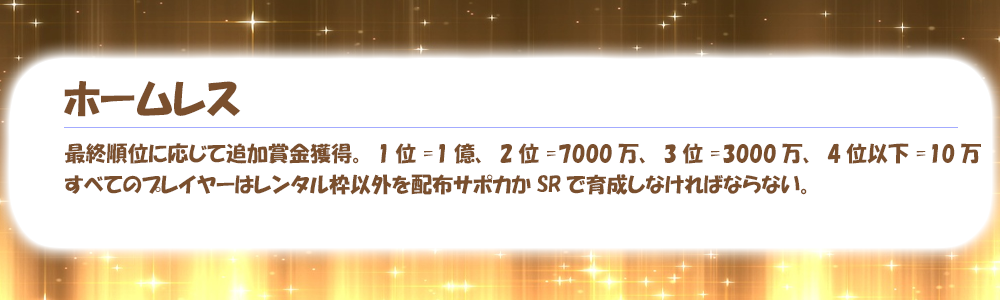 ホームレス
最終順位に応じて追加賞金獲得。 1位=1億、2位=7000万、3位=3000万、4位以下=10万
すべてのプレイヤーはレンタル枠以外を配布サポカかSRで育成しなければならない。